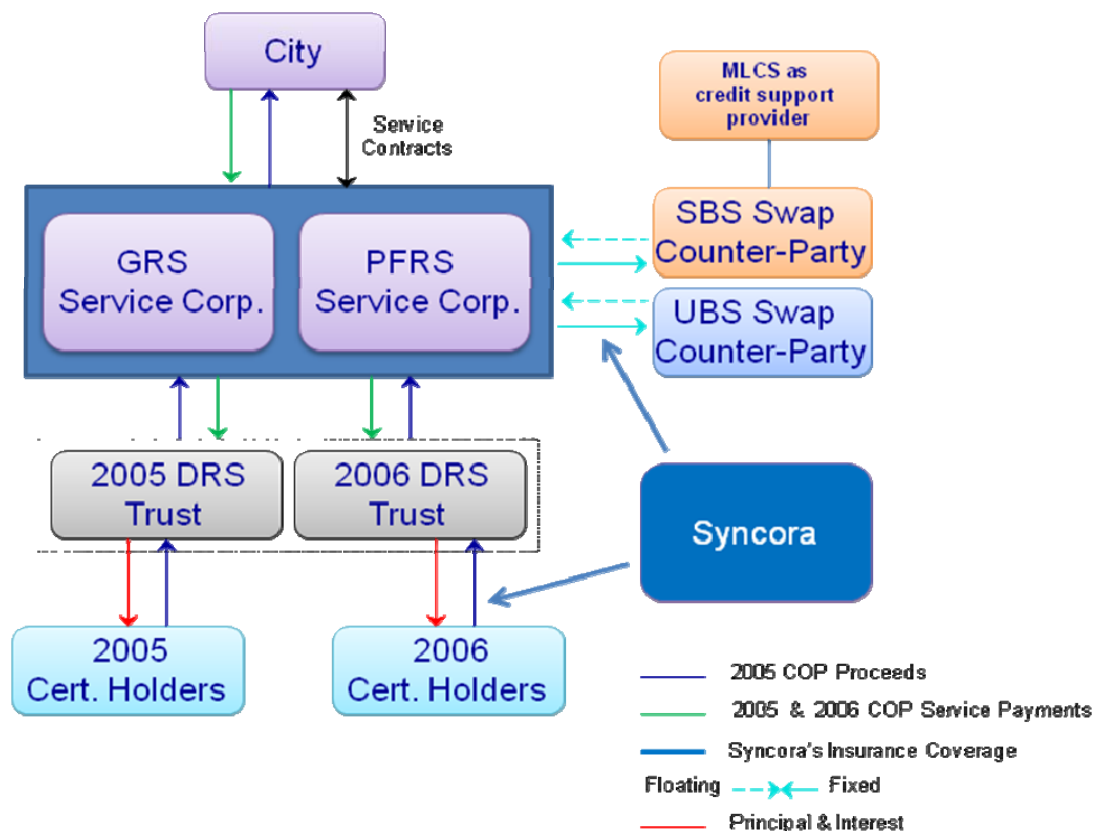 City
MLCS as
credit support
provider
Service
Contracts
SBS Swap
Counter-Party
GRS
Service Corp.
PFRS
Service Corp.
UBS Swap
Counter-Party
2005 DRS
Trust
2006 DRS
Trust
Syncora
2005
Cert. Holders
2006
Cert. Holders
2005 COP Proceeds
2005 & 2006 COP Service Payments
Syncora's Insurance Coverage
Floating Fixed
Principal & Interest